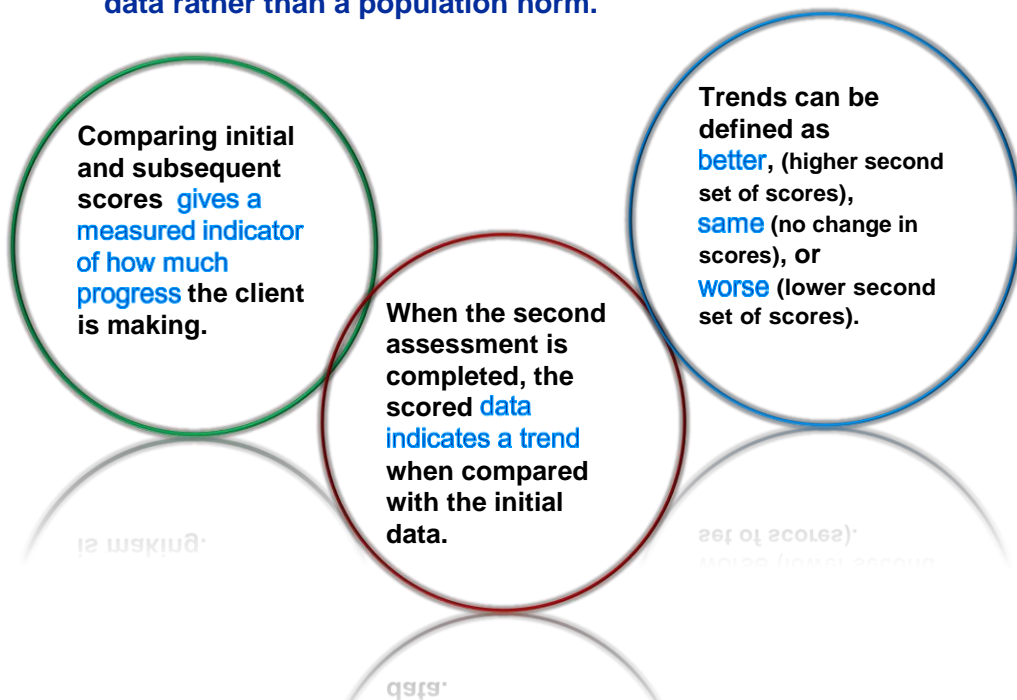 data rather than a population norm.
Comparing initial
and subsequent
scores gives a
measured indicator
of how much
progress the client
is making.
When the second
assessment is
completed, the
scored data
indicates a trend
when compared
with the initial
data.
Trends can be
defined as
better, (higher second
set of scores),
same (no change in
scores), or
worse (lower second
set of scores).